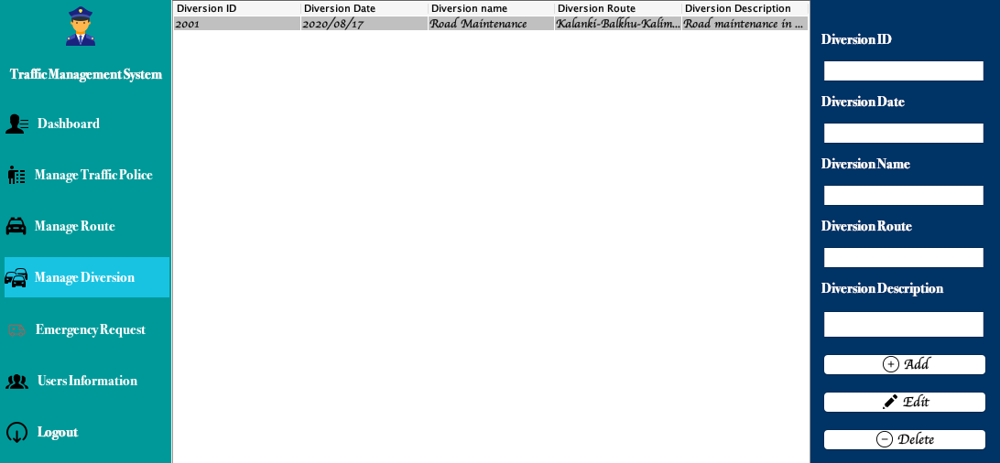 Traffic Management System
Dashboard
Manage Traffic Police
Manage Route
Manage Diversion
Emergency Request
Users Information
Logout
Diversion ID Diversion Date Diversion name Diversion Route Diversion Description
2001 2020/08/17 Road Maintenance Kalanki-Balkhu-Kalim... Road maintenance in ...
Diversion ID
Diversion Date
Diversion Name
Diversion Route
Diversion Description
Add
Edit
Delete